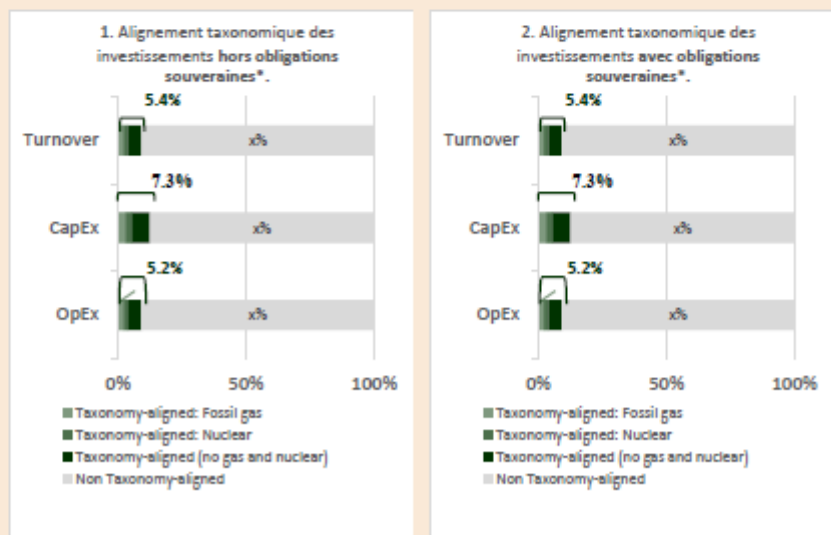 1. Alignement taxonomique des
investissements hors obligations
souveraines*.
5.4%
Turnover
x%
7.3%
CapEx
x%
5.2%
OpEx
x%
0%
50%
100%
Taxonomy-aligned: Fossil gas
Taxonomy-aligned: Nuclear
Taxonomy-aligned (no gas and nuclear)
Non Taxonomy-aligned
2. Alignement taxonomique des
investissements avec obligations
souveraines*.
5.4%
Turnover
x%
7.3%
CapEx
x%
5.2%
OpEx
x%
0%
50%
100%
Taxonomy-aligned: Fossil gas
Taxonomy-aligned: Nuclear
Taxonomy-aligned (no gas and nuclear)
Non Taxonomy-aligned